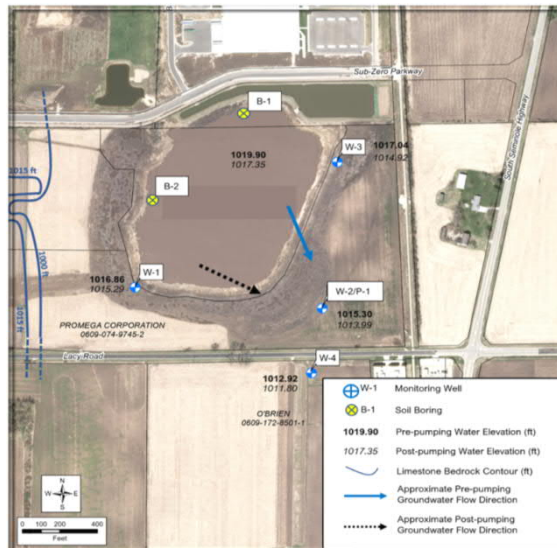 Sub-Zero Parkway
South Seminole Highway
B-1
1015 ft
1019.90
1017.35
W-3
1017.04
1014.92
B-2
1000 ft
1015 ft
1016.86
1015.29
W-1
W-2/P-1
1015.30
1013.99
PROMEGA CORPORATION
0609-074-9745-2
Lacy Road
W-4
1012.92
1011.80
O'BRIEN
0609-172-8501-1
W-1 Monitoring Well
B-1 Soil Boring
1019.90 Pre-pumping Water Elevation (ft)
1017.35 Post-pumping Water Elevation (ft)
Limestone Bedrock Contour (ft)
Approximate Pre-pumping
Groundwater Flow Direction
Approximate Post-pumping
Groundwater Flow Direction
N
W
E
S
0 100 200 400
Feet